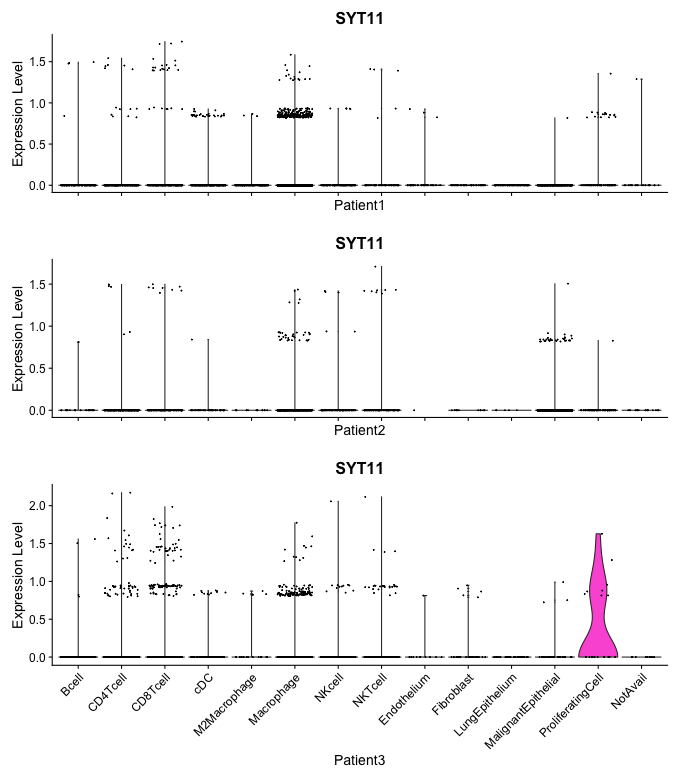 SYT11
Expression Level
1.5
1.0
0.5
0.0
Patient1
SYT11
Expression Level
1.5
1.0
0.5
0.0
Patient2
SYT11
Expression Level
2.0
1.5
1.0
0.5
0.0
Bcell
CD4Tcell
CD8Tcell
cDC
M2Macrophage
Macrophage
NKcell
NKTcell
Endothelium
Fibroblast
LungEpithelium
MalignantEpithelial
ProliferatingCell
NotAvail
Patient3